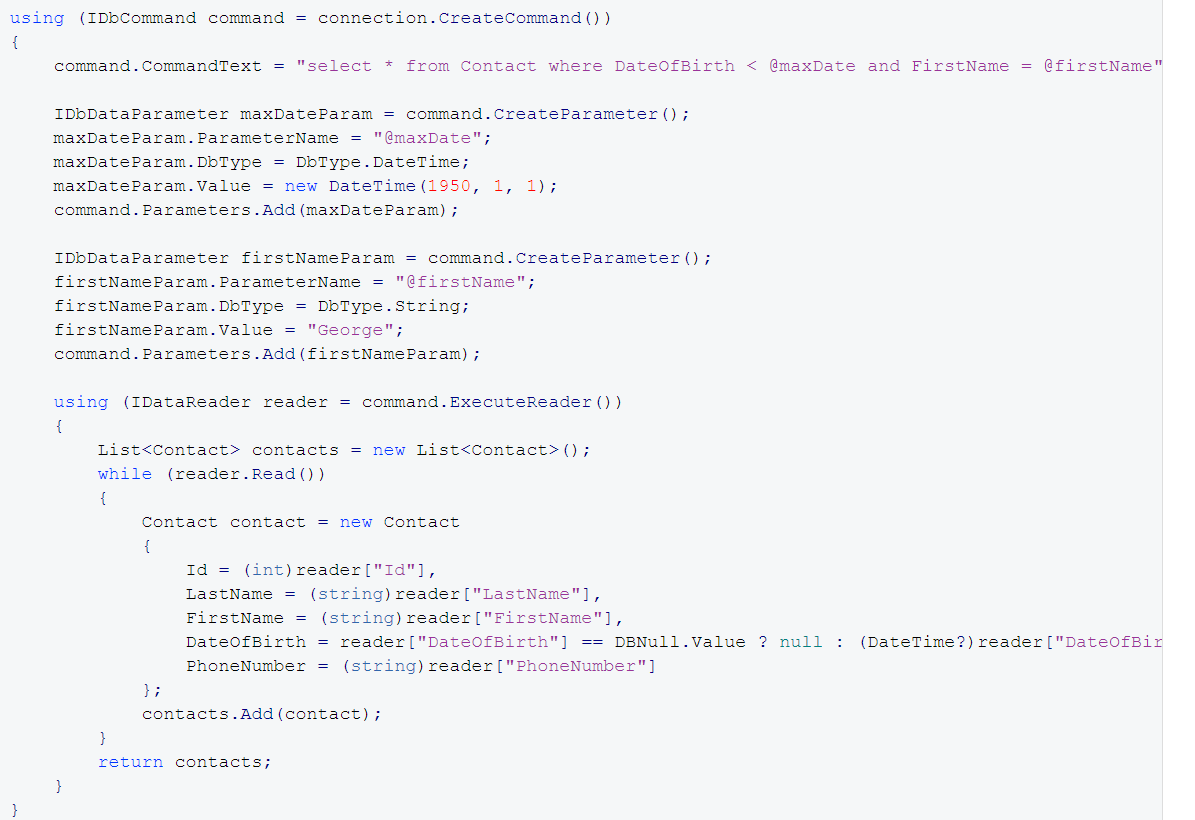 using (IDbCommand command = connection.CreateCommand())
{
    command.CommandText = "select * from Contact where DateOfBirth < @maxDate and FirstName = @firstName"

    IDbDataParameter maxDateParam = command.CreateParameter();
    maxDateParam.ParameterName = "@maxDate";
    maxDateParam.DbType = DbType.DateTime;
    maxDateParam.Value = new DateTime(1950, 1, 1);
    command.Parameters.Add(maxDateParam);

    IDbDataParameter firstNameParam = command.CreateParameter();
    firstNameParam.ParameterName = "@firstName";
    firstNameParam.DbType = DbType.String;
    firstNameParam.Value = "George";
    command.Parameters.Add(firstNameParam);

    using (IDataReader reader = command.ExecuteReader())
    {
        List<Contact> contacts = new List<Contact>();
        while (reader.Read())
        {
            Contact contact = new Contact
            {
                Id = (int)reader["Id"],
                LastName = (string)reader["LastName"],
                FirstName = (string)reader["FirstName"],
                DateOfBirth = reader["DateOfBirth"] == DBNull.Value ? null : (DateTime?)reader["DateOfBir
                PhoneNumber = (string)reader["PhoneNumber"]
            };
            contacts.Add(contact);
        }
        return contacts;
    }
}